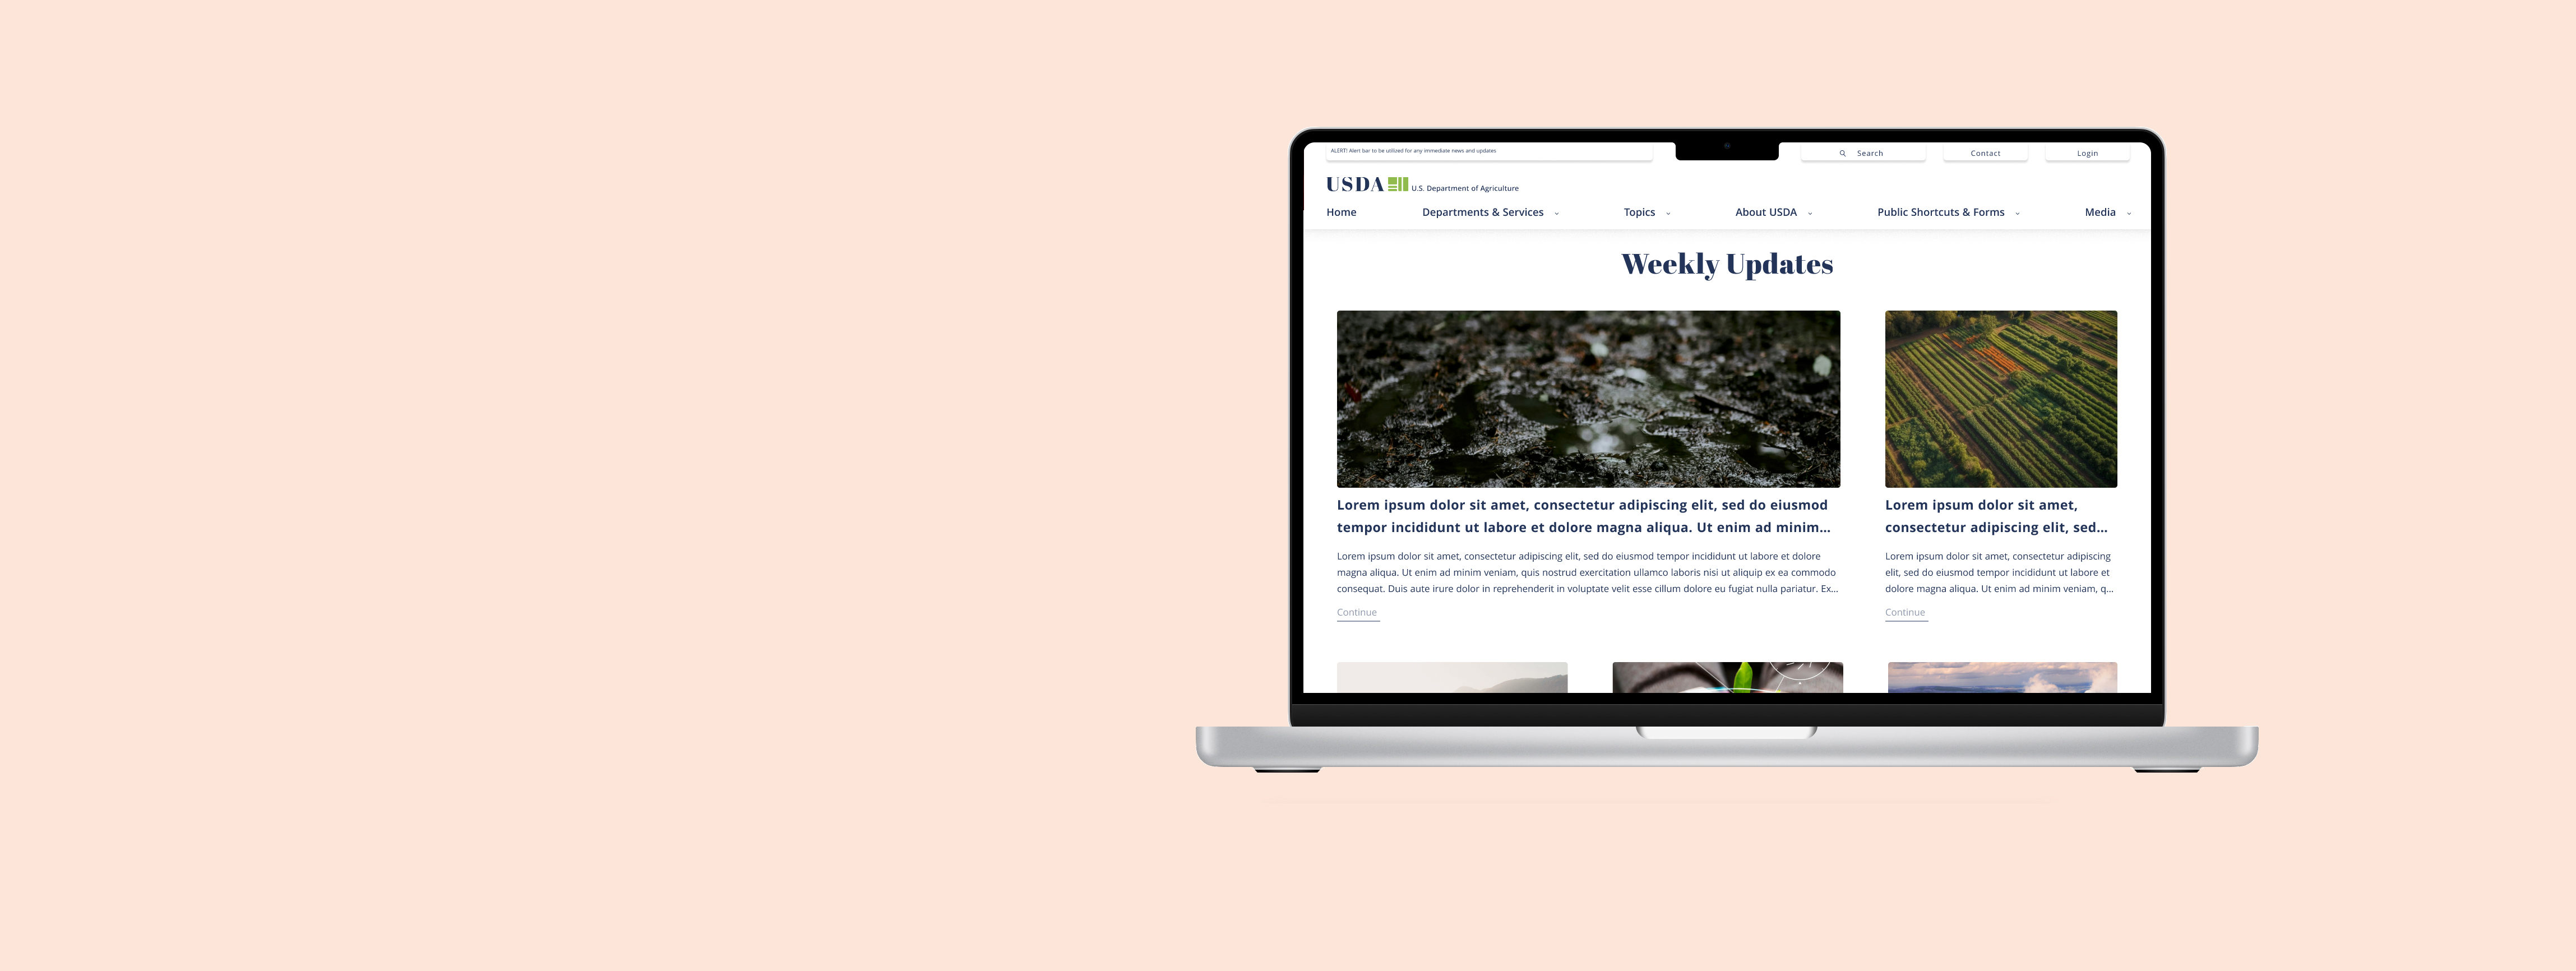 ALERT! Alert bar to be utilized for any immediate news and updates
Search
Contact
Login
USDA U.S. Department of Agriculture
Home
Departments & Services
Topics
About USDA
Public Shortcuts & Forms
Media
Weekly Updates
Lorem ipsum dolor sit amet, consectetur adipiscing elit, sed do eiusmod
tempor incididunt ut labore et dolore magna aliqua. Ut enim ad minim...
Lorem ipsum dolor sit amet, consectetur adipiscing elit, sed do eiusmod tempor incididunt ut labore et dolore
magna aliqua. Ut enim ad minim veniam, quis nostrud exercitation ullamco laboris nisi ut aliquip ex ea commodo
consequat. Duis aute irure dolor in reprehenderit in voluptate velit esse cillum dolore eu fugiat nulla pariatur. Ex...
Continue
Lorem ipsum dolor sit amet,
consectetur adipiscing elit, sed...
Lorem ipsum dolor sit amet, consectetur adipiscing
elit, sed do eiusmod tempor incididunt ut labore et
dolore magna aliqua. Ut enim ad minim veniam, q...
Continue